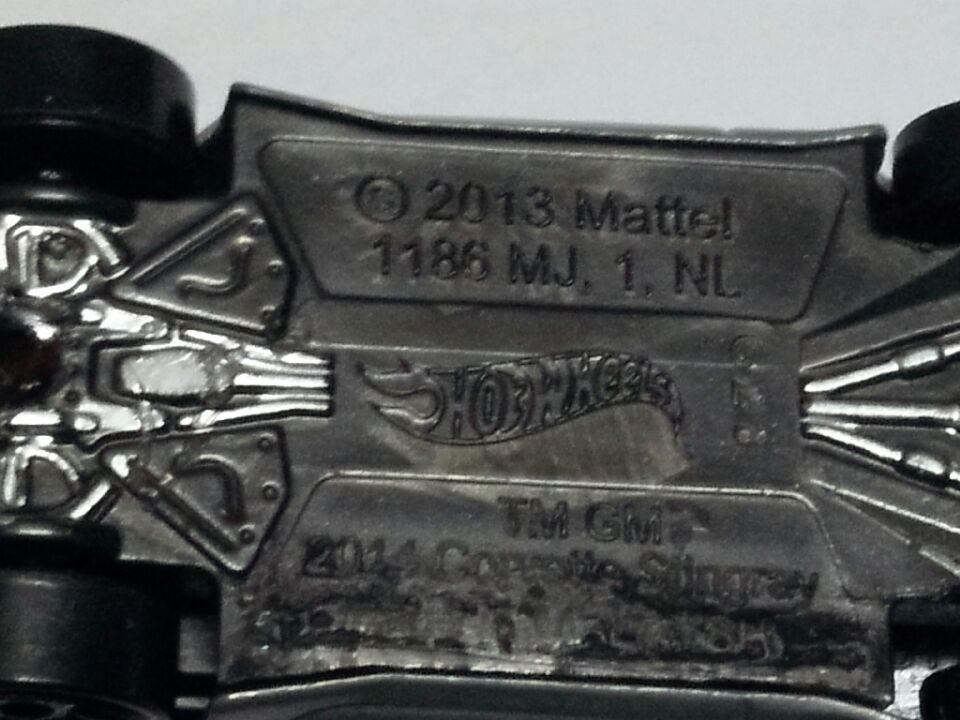 © 2013 Mattel
1186 MJ, 1, NL
HOT WHEELS
TM GM
2014 Corvette Stingray